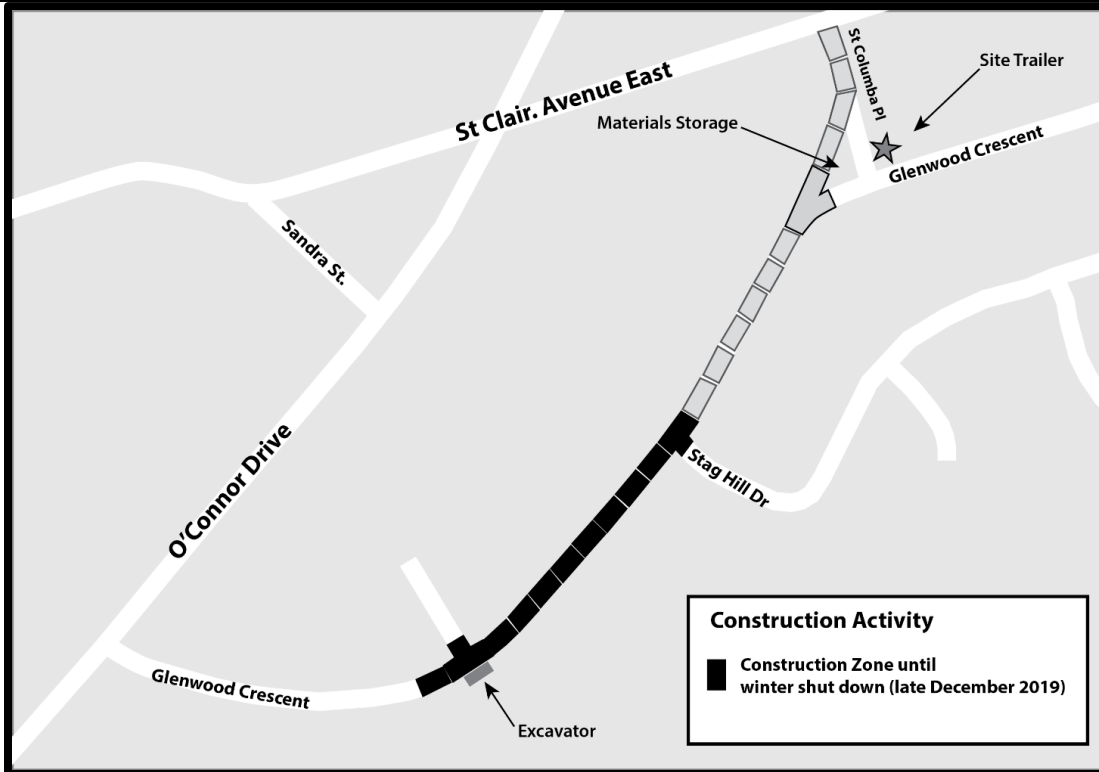 St Clair. Avenue East
St Columba Pl
Site Trailer
Materials Storage
Glenwood Crescent
Sandra St.
O'Connor Drive
Stag Hill Dr
Glenwood Crescent
Excavator
Construction Activity
Construction Zone until
winter shut down (late December 2019)